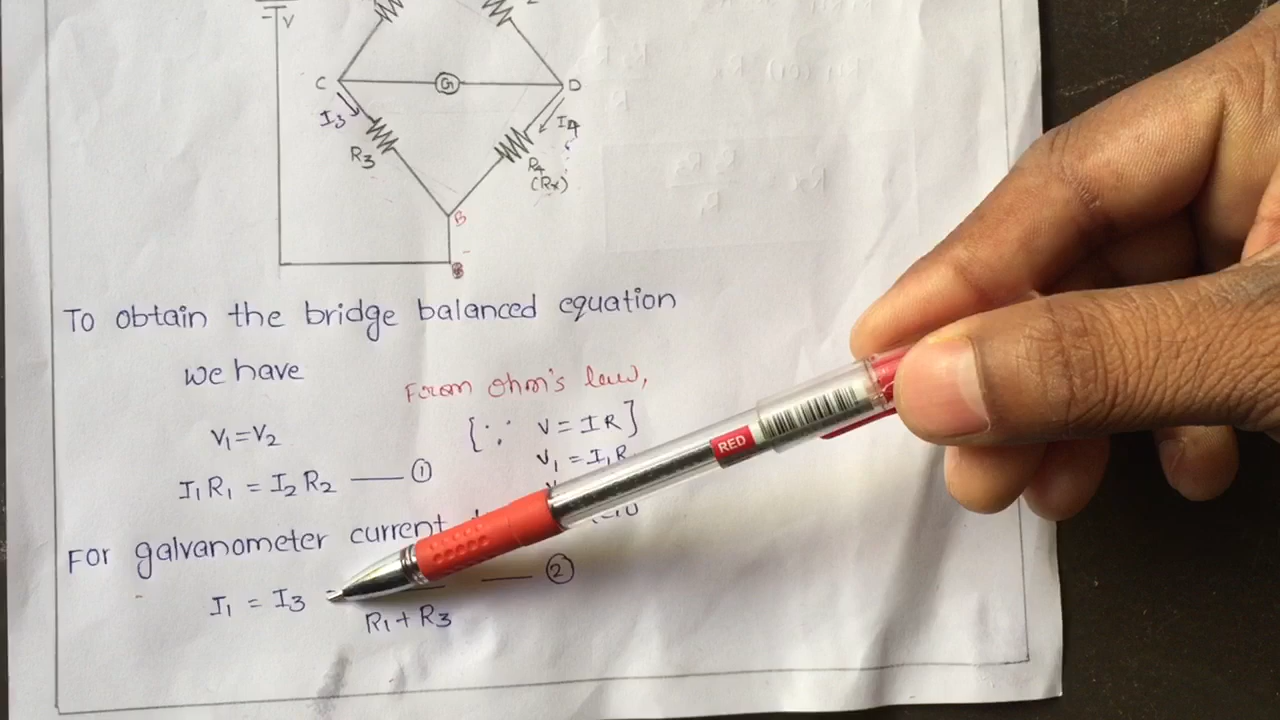 V
C
G
D
I3
I4
R3
R4
(Rx)
B
B
To obtain the bridge balanced equation
we have
From ohm's law,
V1=V2
[∵ V=IR]
V1 = I1R
I1R1 = I2R2 —— ①
For galvanometer current
RED
I1 = I3
—— ②
R1+R3